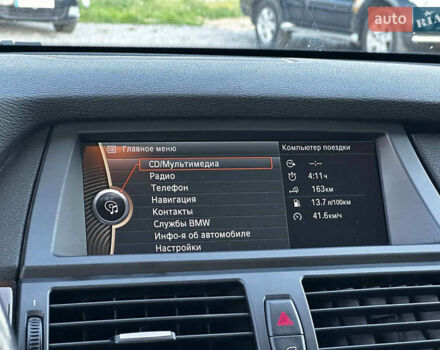 auto RIA
Главное меню
CD/Мультимедиа
Радио
Телефон
Навигация
Контакты
Службы BMW
Инфо-я об автомобиле
Настройки
Компьютер поездки
--:--
4:11ч
163км
13.7л/100км
41.6км/ч